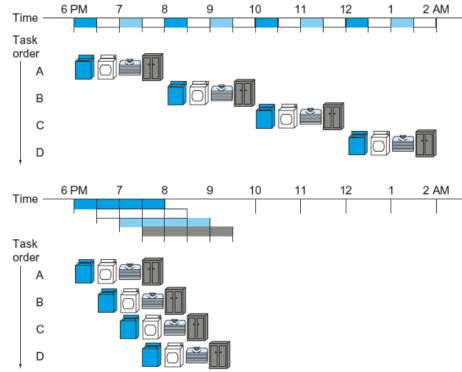 6 PM 7 8 9 10 11 12 1 2 AM
Time
Task
order
A
B
C
D
6 PM 7 8 9 10 11 12 1 2 AM
Time
Task
order
A
B
C
D